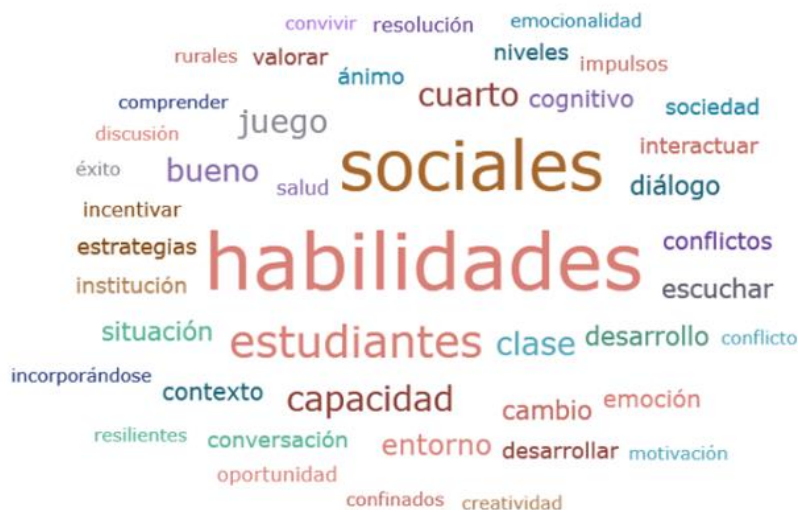 convivir resolución emocionalidad
rurales valorar ánimo niveles impulsos
comprender juego cuarto cognitivo sociedad
discusión interactuar
éxito bueno salud sociales diálogo
incentivar
estrategias habilidades conflictos
institución escuchar
situación estudiantes clase desarrollo conflicto
incorporándose contexto capacidad cambio emoción
resilientes conversación entorno desarrollar motivación
oportunidad
confinados creatividad